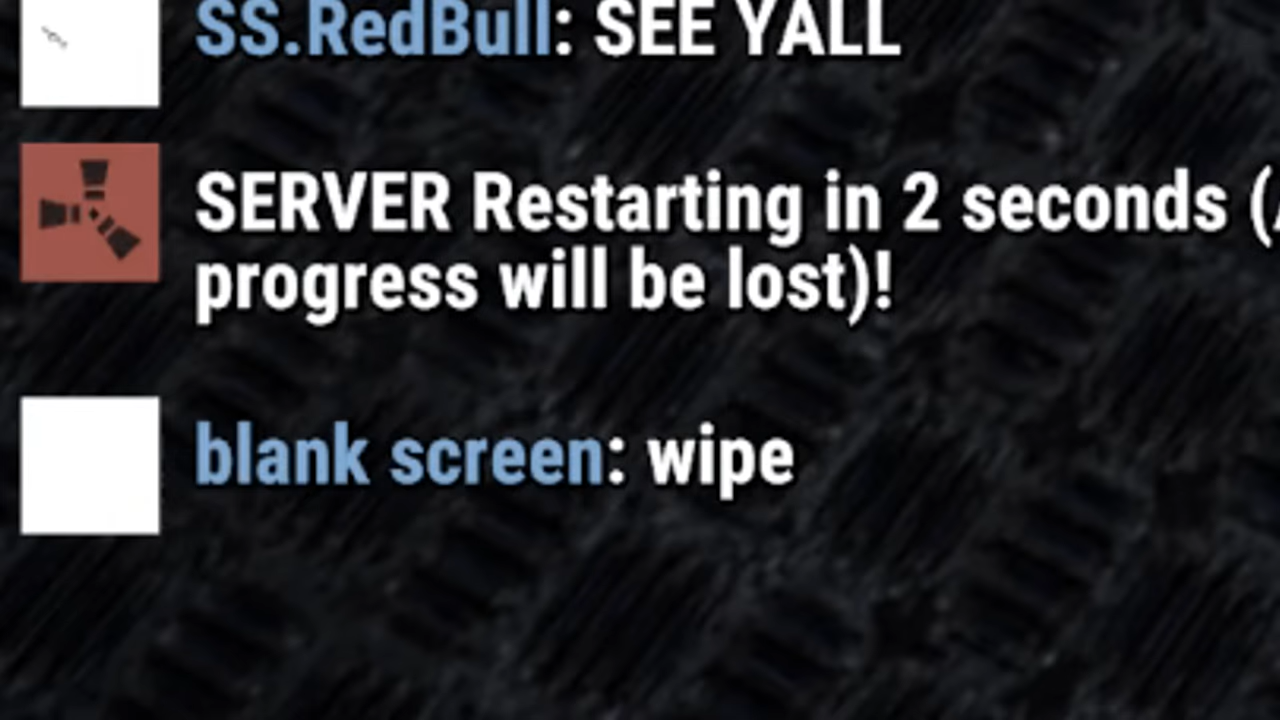 SS.RedBull: SEE YALL
SERVER Restarting in 2 seconds (
progress will be lost)!
blank screen: wipe